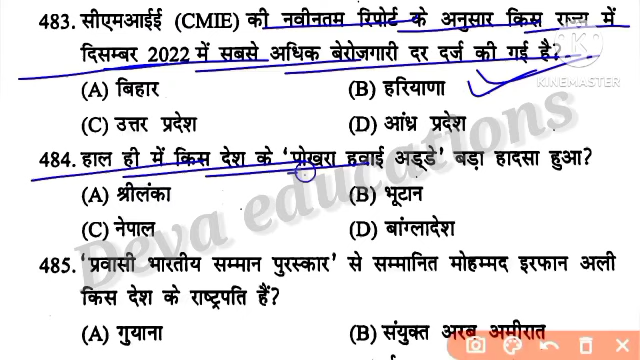 483. सीएमआईई (CMIE) की नवीनतम रिपोर्ट के अनुसार किस राज्य में
दिसम्बर 2022 में सबसे अधिक बेरोजगारी दर दर्ज की गई है?
(A) बिहार (B) हरियाणा
(C) उत्तर प्रदेश (D) आंध्र प्रदेश
484. हाल ही में किस देश के ‘पोखरा हवाई अड्डे’ बड़ा हादसा हुआ?
(A) श्रीलंका (B) भूटान
(C) नेपाल (D) बांग्लादेश
485. ‘प्रवासी भारतीय सम्मान पुरस्कार’ से सम्मानित मोहम्मद इरफान अली
किस देश के राष्ट्रपति हैं?
(A) गुयाना (B) संयुक्त अरब अमीरात
Deva educations
KINEMASTER